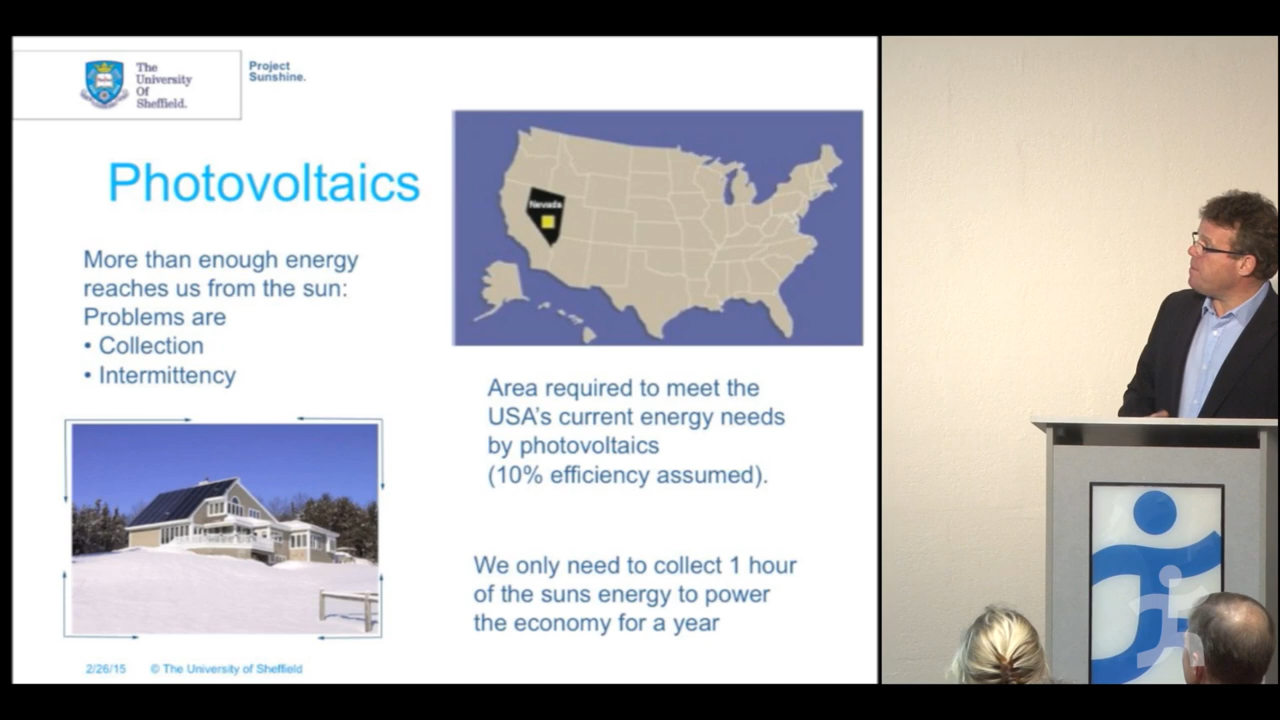 The
University
Of
Sheffield.
Project
Sunshine.
Photovoltaics
Nevada
More than enough energy
reaches us from the sun:
Problems are
• Collection
• Intermittency
Area required to meet the
USA's current energy needs
by photovoltaics
(10% efficiency assumed).
We only need to collect 1 hour
of the suns energy to power
the economy for a year
2/26/15 © The University of Sheffield